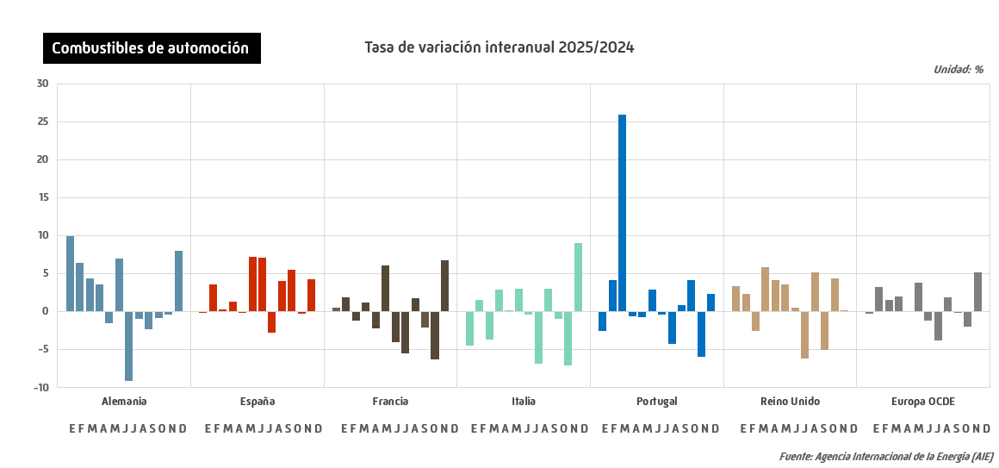 Combustibles de automoción
Tasa de variación interanual 2025/2024
Unidad: %
30
25
20
15
10
5
0
-5
-10
Alemania España Francia Italia Portugal Reino Unido Europa OCDE
E F M A M J J A S O N D E F M A M J J A S O N D E F M A M J J A S O N D E F M A M J J A S O N D E F M A M J J A S O N D E F M A M J J A S O N D E F M A M J J A S O N D
Fuente: Agencia Internacional de la Energía (AIE)